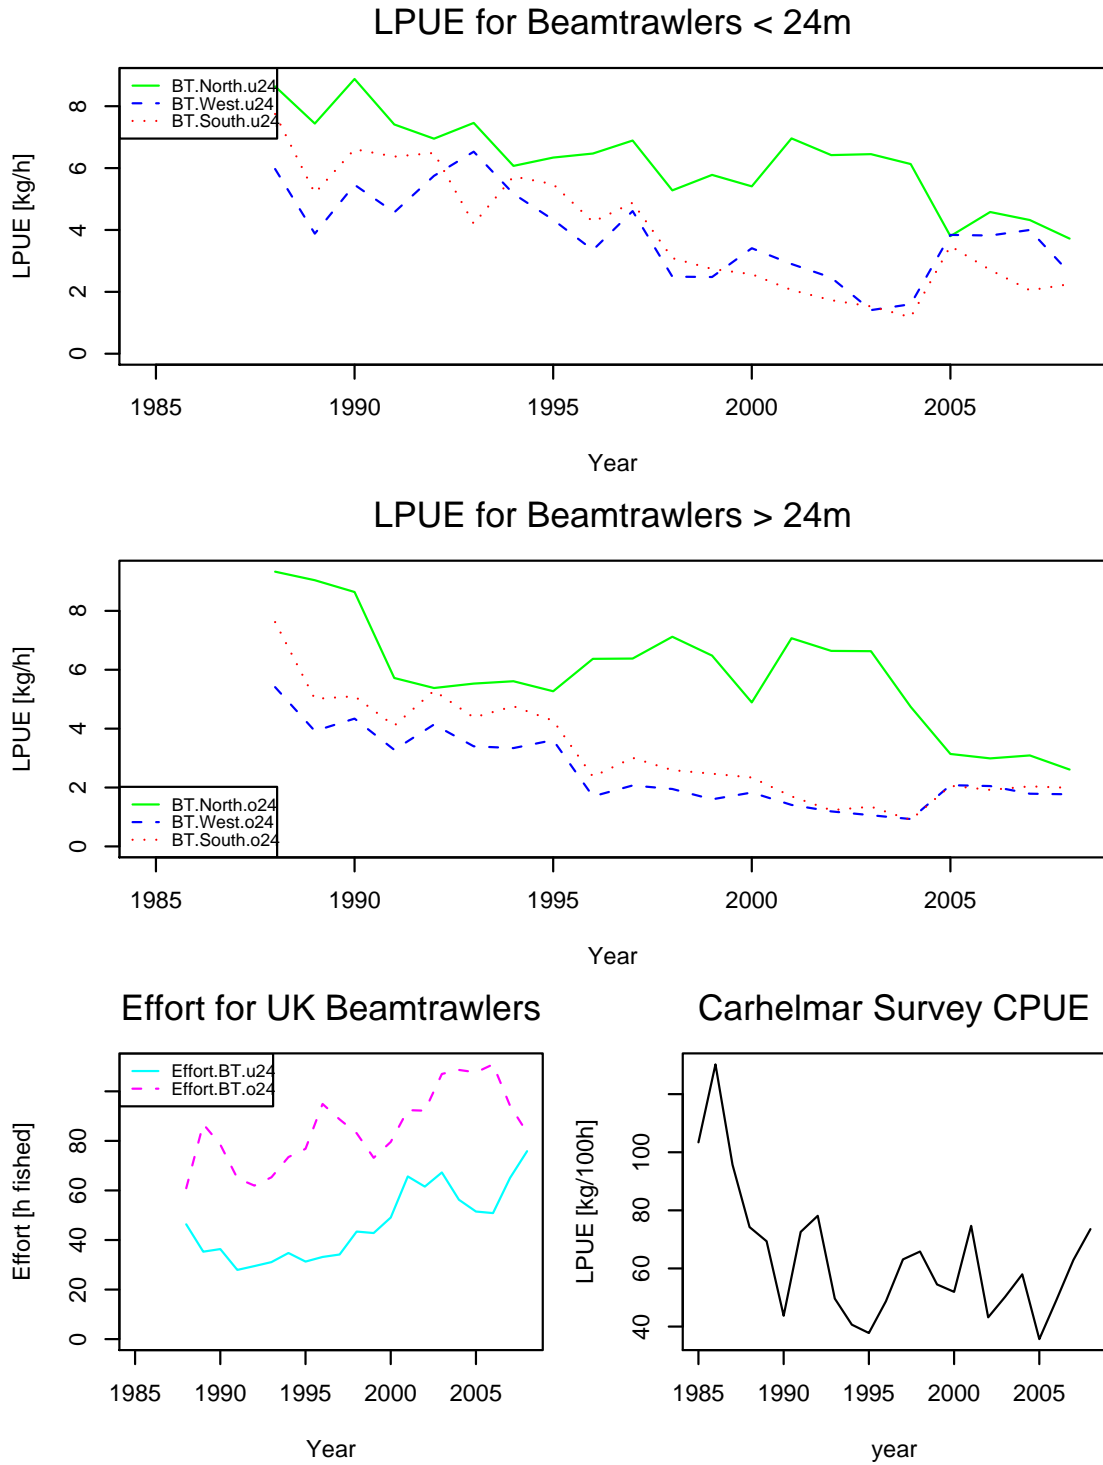 LPUE for Beamtrawlers < 24m
BT.North.u24
BT.West.u24
BT.South.u24
LPUE [kg/h]
0 2 4 6 8
1985 1990 1995 2000 2005
Year
LPUE for Beamtrawlers > 24m
LPUE [kg/h]
0 2 4 6 8
BT.North.o24
BT.West.o24
BT.South.o24
1985 1990 1995 2000 2005
Year
Effort for UK Beamtrawlers
Effort.BT.u24
Effort.BT.o24
Effort [h fished]
0 20 40 60 80
1985 1990 1995 2000 2005
Year
Carhelmar Survey CPUE
LPUE [kg/100h]
40 60 80 100
1985 1990 1995 2000 2005
year